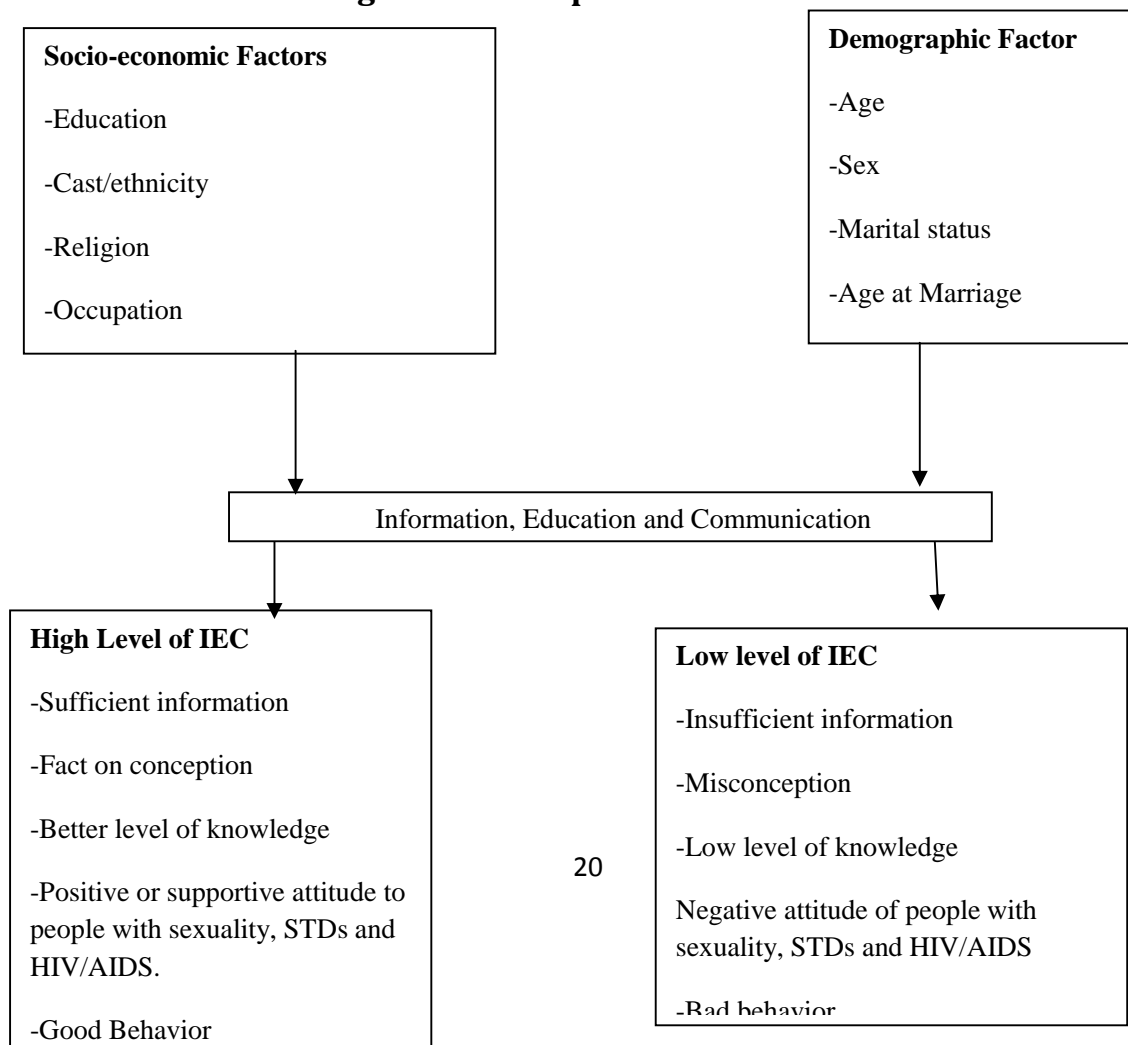 Socio-economic Factors
-Education
-Cast/ethnicity
-Religion
-Occupation
Demographic Factor
-Age
-Sex
-Marital status
-Age at Marriage
Information, Education and Communication
High Level of IEC
-Sufficient information
-Fact on conception
-Better level of knowledge
-Positive or supportive attitude to
people with sexuality, STDs and
HIV/AIDS.
-Good Behavior
Low level of IEC
-Insufficient information
-Misconception
-Low level of knowledge
Negative attitude of people with
sexuality, STDs and HIV/AIDS
-Bad behavior
20